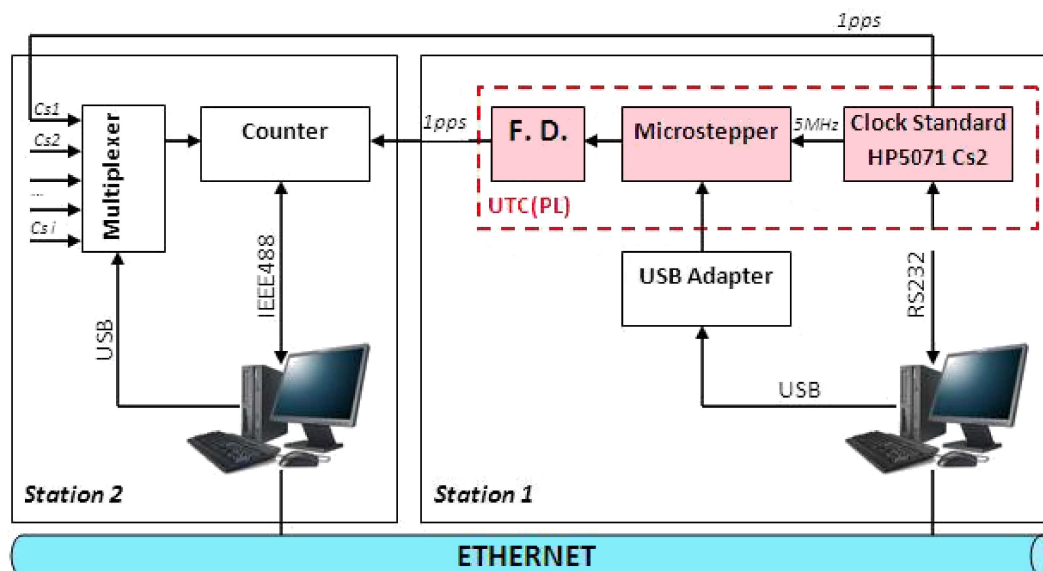 1pps
Cs1
Cs2
...
Cs i
Multiplexer
Counter
1pps
F. D.
Microstepper
5MHz
Clock Standard
HP5071 Cs2
UTC(PL)
USB
IEEE488
USB Adapter
RS232
USB
Station 2
Station 1
ETHERNET